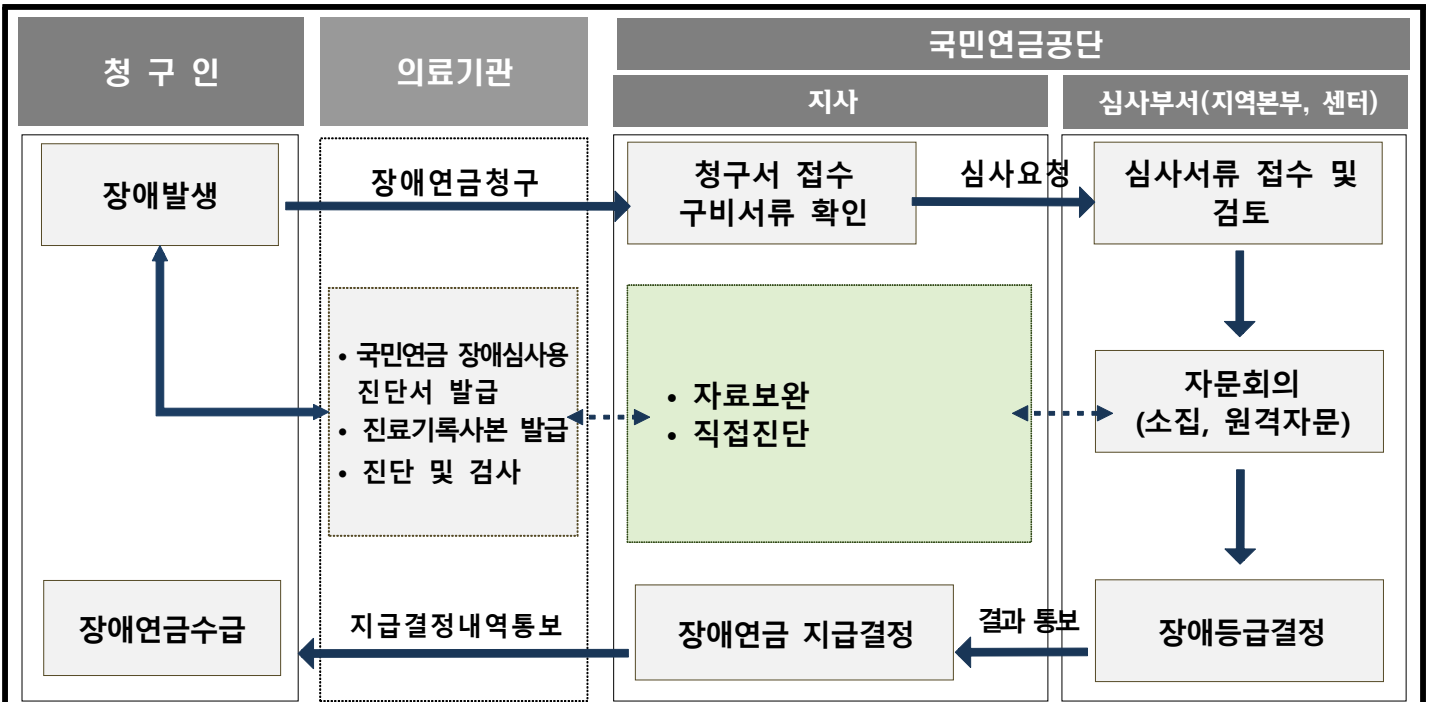 청 구 인
의료기관
국민연금공단
지사
심사부서(지역본부, 센터)
장애발생
장애연금청구
청구서 접수
구비서류 확인
심사요청
심사서류 접수 및
검토
• 국민연금 장애심사용
진단서 발급
• 진료기록사본 발급
• 진단 및 검사
• 자료보완
• 직접진단
자문회의
(소집, 원격자문)
장애연금수급
지급결정내역통보
장애연금 지급결정
결과 통보
장애등급결정